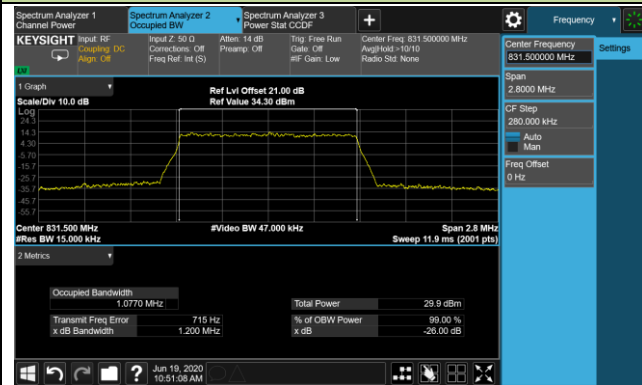 Spectrum Analyzer 1
Channel Power
Spectrum Analyzer 2
Occupied BW
Spectrum Analyzer 3
Power Stat CCDF
Frequency
KEYSIGHT
Input: RF
Coupling: DC
Align: Off
Input Z: 50 Ω
Corrections: Off
Freq Ref: Int (S)
Atten: 14 dB
Preamp: Off
Trig: Free Run
Gate: Off
#IF Gain: Low
Center Freq: 831.500000 MHz
Avg|Hold:>10/10
Radio Std: None
Center Frequency
831.500000 MHz
Settings
Span
2.8000 MHz
CF Step
280.000 kHz
Auto
Man
Freq Offset
0 Hz
1 Graph
Scale/Div 10.0 dB
Ref Lvl Offset 21.00 dB
Ref Value 34.30 dBm
Log
24.3
14.3
4.30
-5.70
-15.7
-25.7
-35.7
-45.7
-55.7
Center 831.500 MHz
#Res BW 15.000 kHz
#Video BW 47.000 kHz
Span 2.8 MHz
Sweep 11.9 ms (2001 pts)
2 Metrics
Occupied Bandwidth
1.0770 MHz
Total Power 29.9 dBm
Transmit Freq Error 715 Hz
% of OBW Power 99.00 %
x dB Bandwidth 1.200 MHz
x dB -26.00 dB
Jun 19, 2020
10:51:08 AM